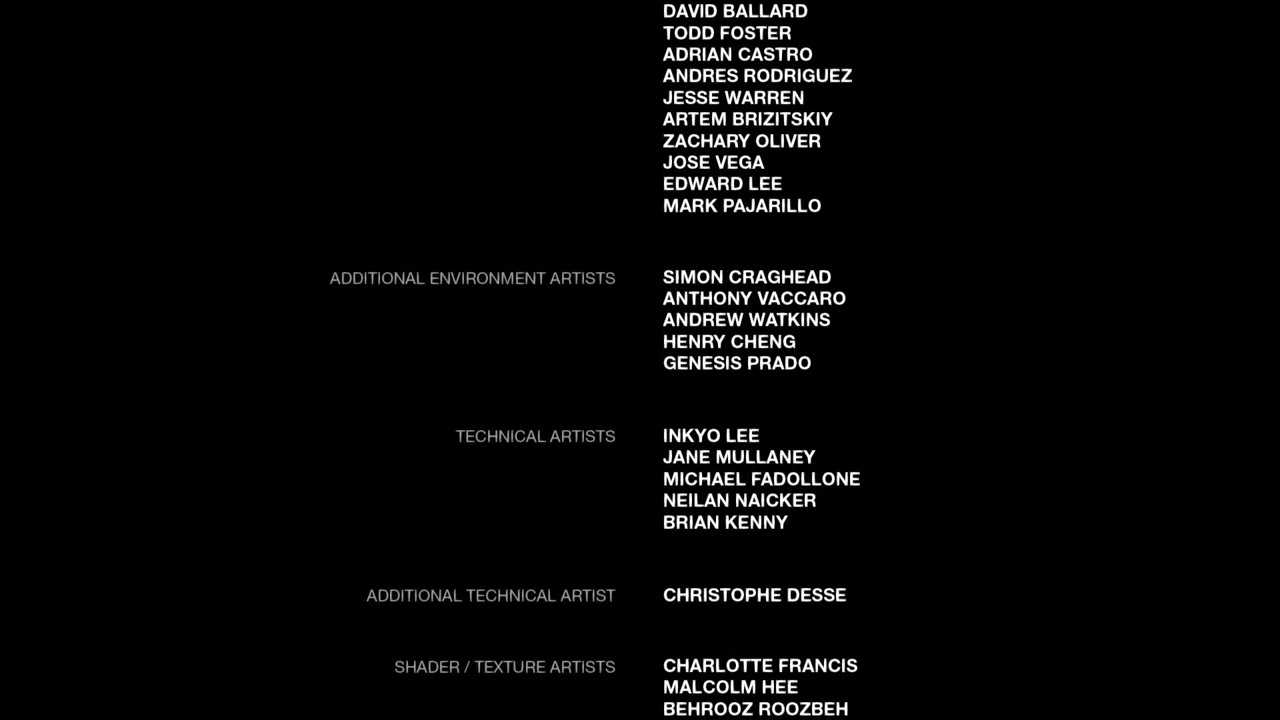 DAVID BALLARD
TODD FOSTER
ADRIAN CASTRO
ANDRES RODRIGUEZ
JESSE WARREN
ARTEM BRIZITSKIY
ZACHARY OLIVER
JOSE VEGA
EDWARD LEE
MARK PAJARILLO
ADDITIONAL ENVIRONMENT ARTISTS SIMON CRAGHEAD
ANTHONY VACCARO
ANDREW WATKINS
HENRY CHENG
GENESIS PRADO
TECHNICAL ARTISTS INKYO LEE
JANE MULLANEY
MICHAEL FADOLLONE
NEILAN NAICKER
BRIAN KENNY
ADDITIONAL TECHNICAL ARTIST CHRISTOPHE DESSE
SHADER / TEXTURE ARTISTS CHARLOTTE FRANCIS
MALCOLM HEE
BEHROOZ ROOZBEH